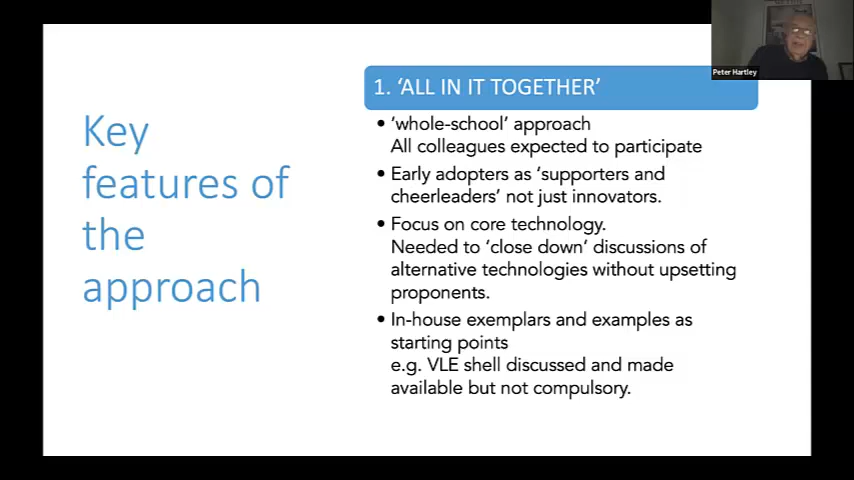 Key
features of
the
approach
1. ‘ALL IN IT TOGETHER’
• ‘whole-school’ approach
All colleagues expected to participate
• Early adopters as ‘supporters and
cheerleaders’ not just innovators.
• Focus on core technology.
Needed to ‘close down’ discussions of
alternative technologies without upsetting
proponents.
• In-house exemplars and examples as
starting points
e.g. VLE shell discussed and made
available but not compulsory.
Peter Hartley